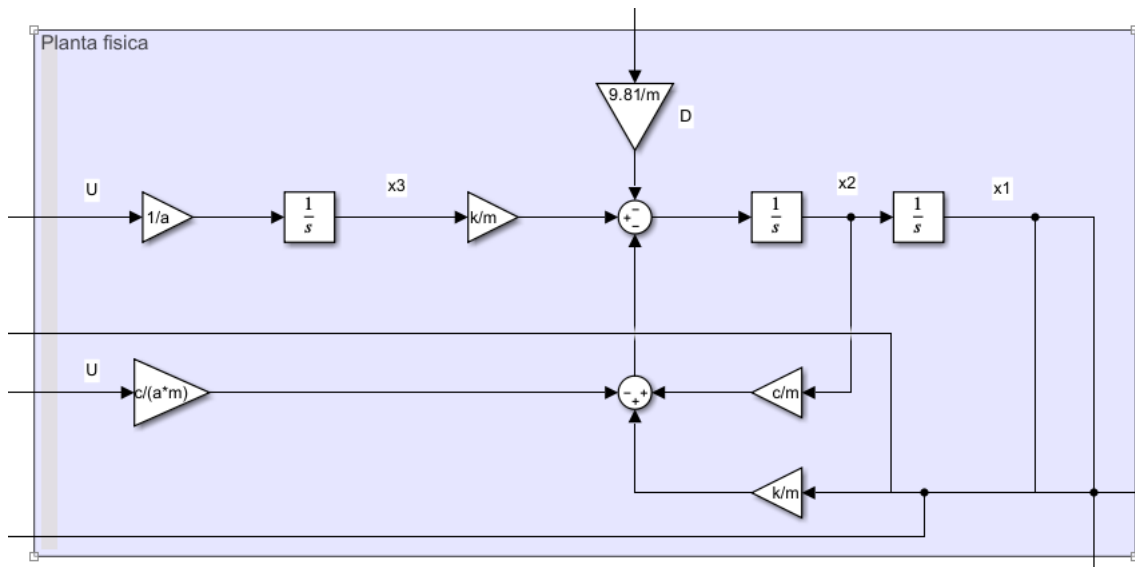 Planta fisica
9.81/m
D
U
1/a
1
s
x3
k/m
+
−
−
1
s
x2
1
s
x1
U
c/(a*m)
−
+
+
c/m
k/m